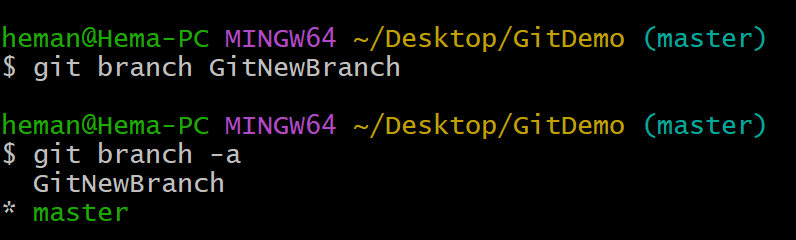 heman@Hema-PC MINGW64 ~/Desktop/GitDemo (master)
$ git branch GitNewBranch
heman@Hema-PC MINGW64 ~/Desktop/GitDemo (master)
$ git branch -a
  GitNewBranch
* master